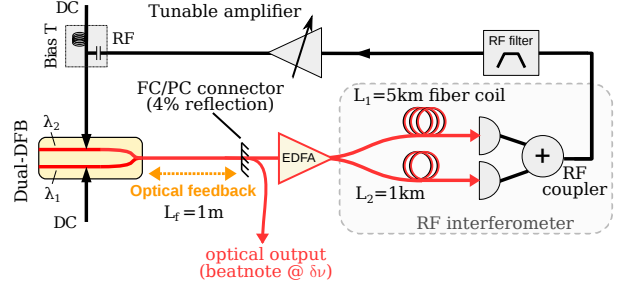 DC
Tunable amplifier
Bias T
RF
RF filter
FC/PC connector
(4% reflection)
L₁=5km fiber coil
Dual-DFB
λ₂
λ₁
EDFA
+
Optical feedback
L_f=1m
L₂=1km
RF
coupler
DC
RF interferometer
optical output
(beatnote @ δν)